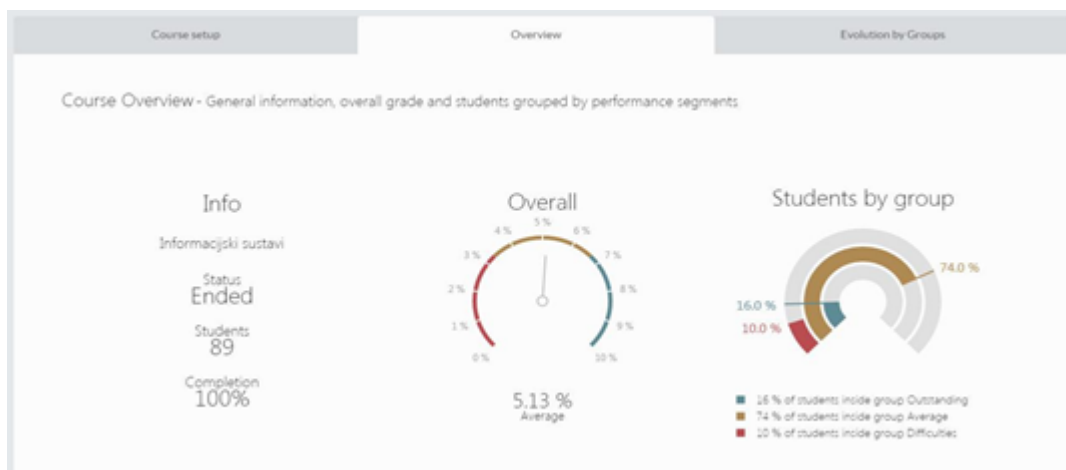 Course setup
Overview
Evolution by Groups
Course Overview - General information, overall grade and students grouped by performance segments
Info
Informacijski sustavi
Status
Ended
Students
89
Completion
100%
Overall
0 %
1 %
2 %
3 %
4 %
5 %
6 %
7 %
8 %
9 %
10 %
5.13 %
Average
Students by group
74.0 %
16.0 %
10.0 %
16 % of students inside group Outstanding
74 % of students inside group Average
10 % of students inside group Difficulties